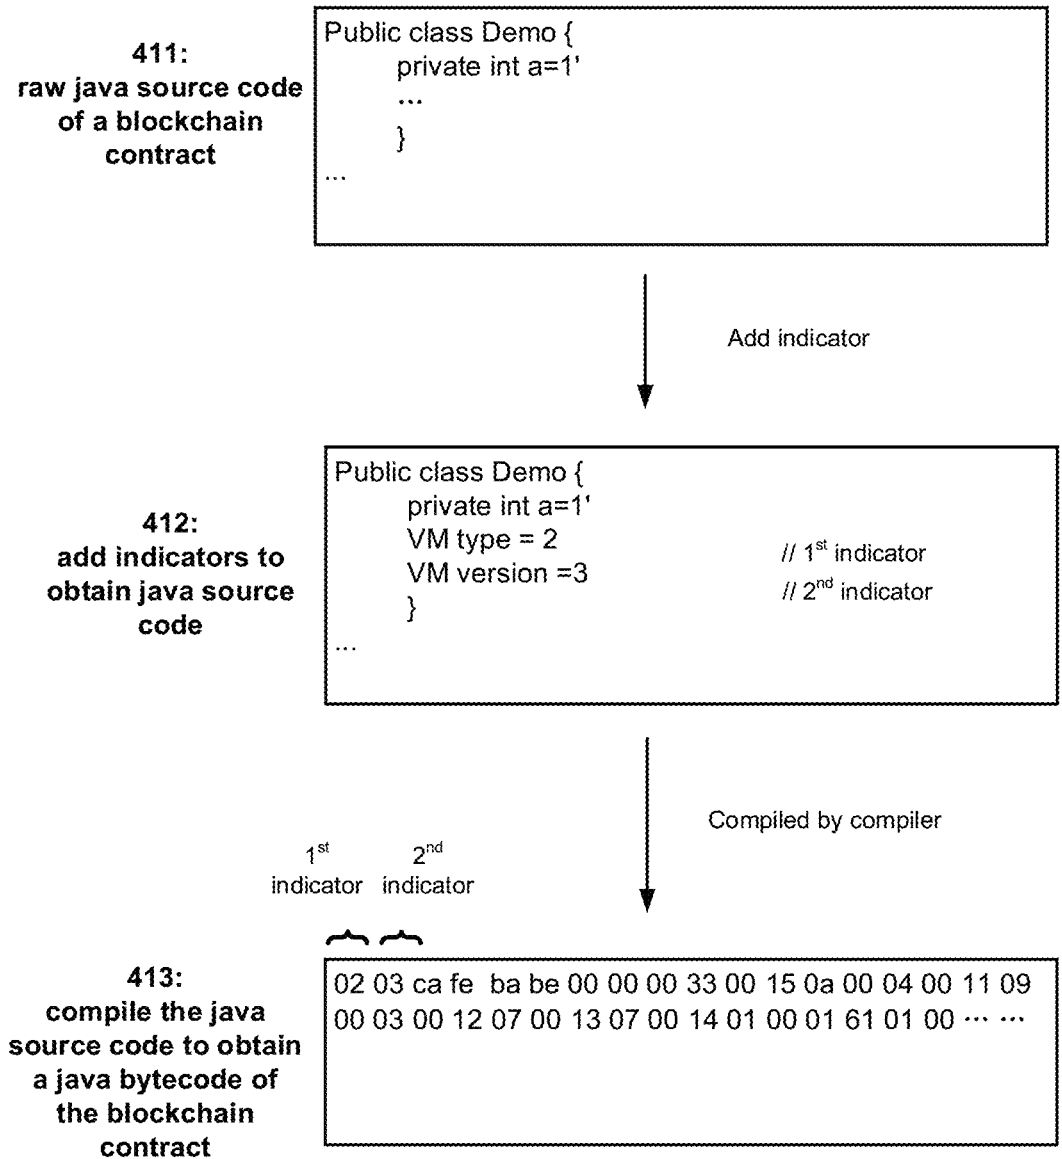 411:
raw java source code
of a blockchain
contract
Public class Demo {
private int a=1'
...
}
...
Add indicator
412:
add indicators to
obtain java source
code
Public class Demo {
private int a=1'
VM type = 2
VM version =3
}
...
// 1st indicator
// 2nd indicator
Compiled by compiler
1st
indicator
2nd
indicator
413:
compile the java
source code to obtain
a java bytecode of
the blockchain
contract
02 03 ca fe ba be 00 00 00 33 00 15 0a 00 04 00 11 09
00 03 00 12 07 00 13 07 00 14 01 00 01 61 01 00 ... ...